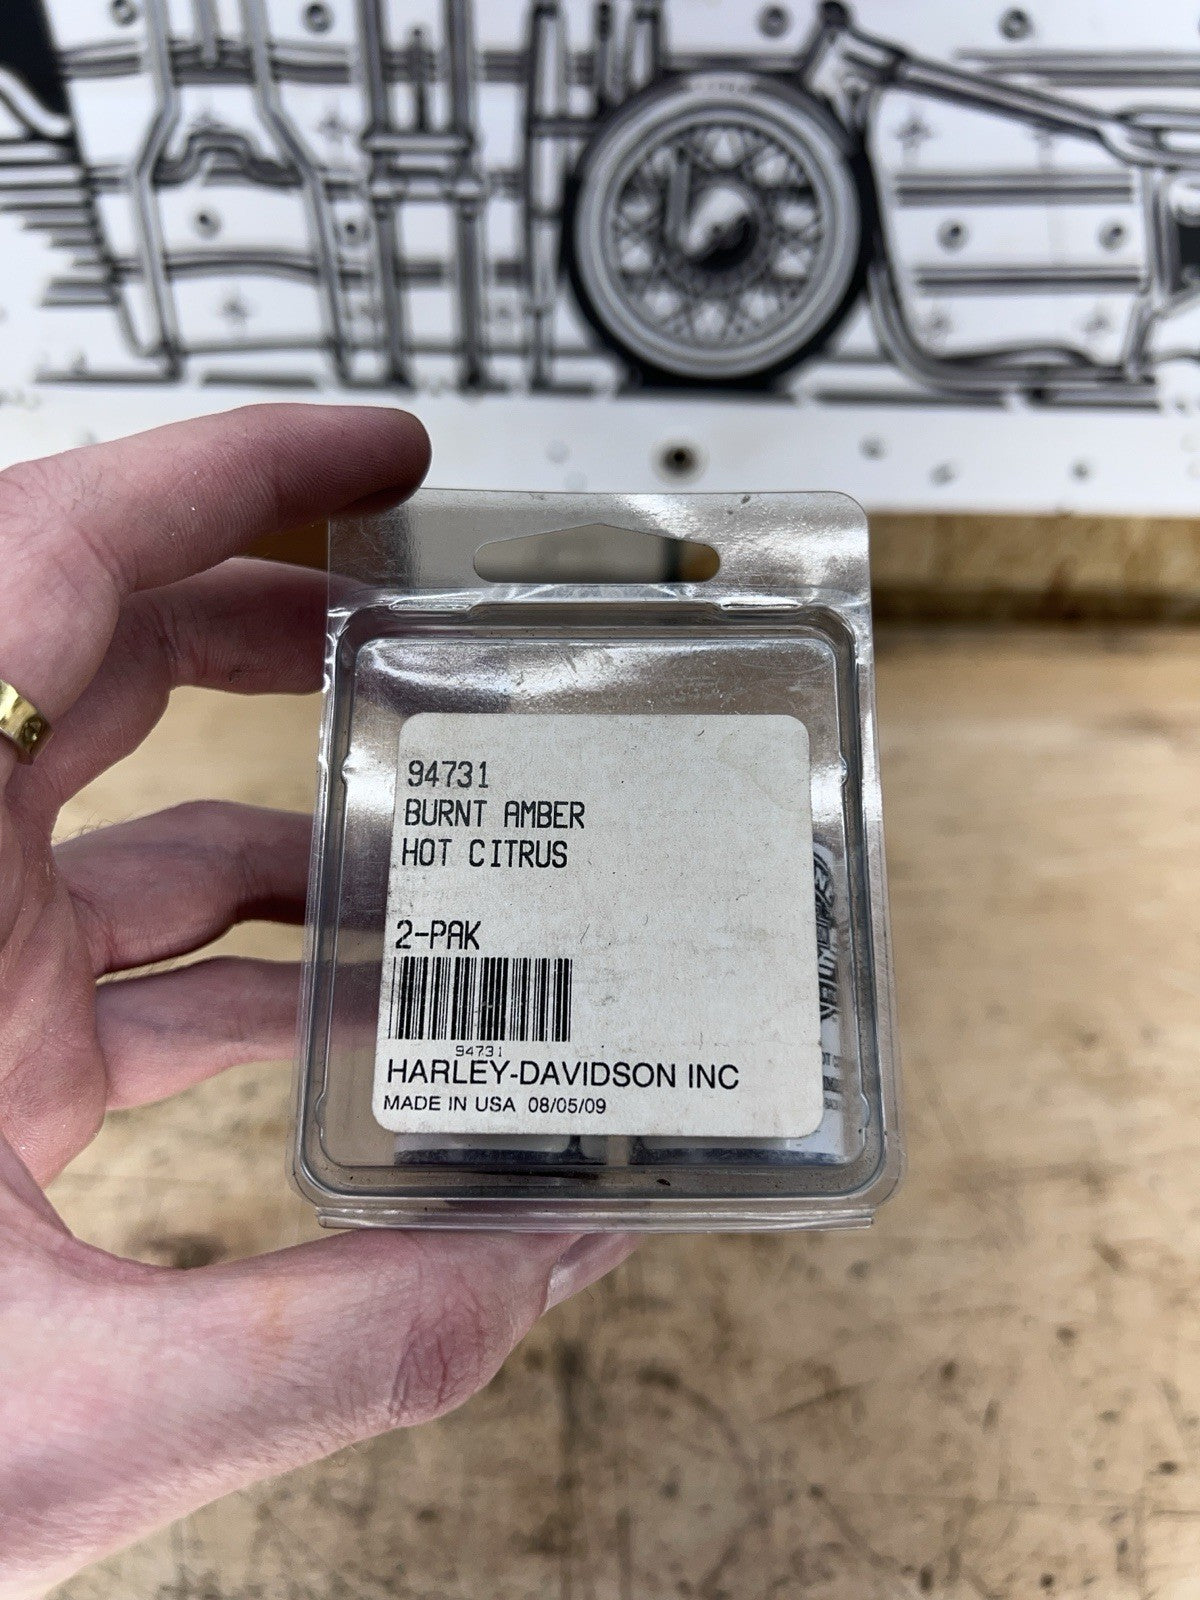 94731
BURNT AMBER
HOT CITRUS
2-PAK
94731
HARLEY-DAVIDSON INC
MADE IN USA 08/05/09